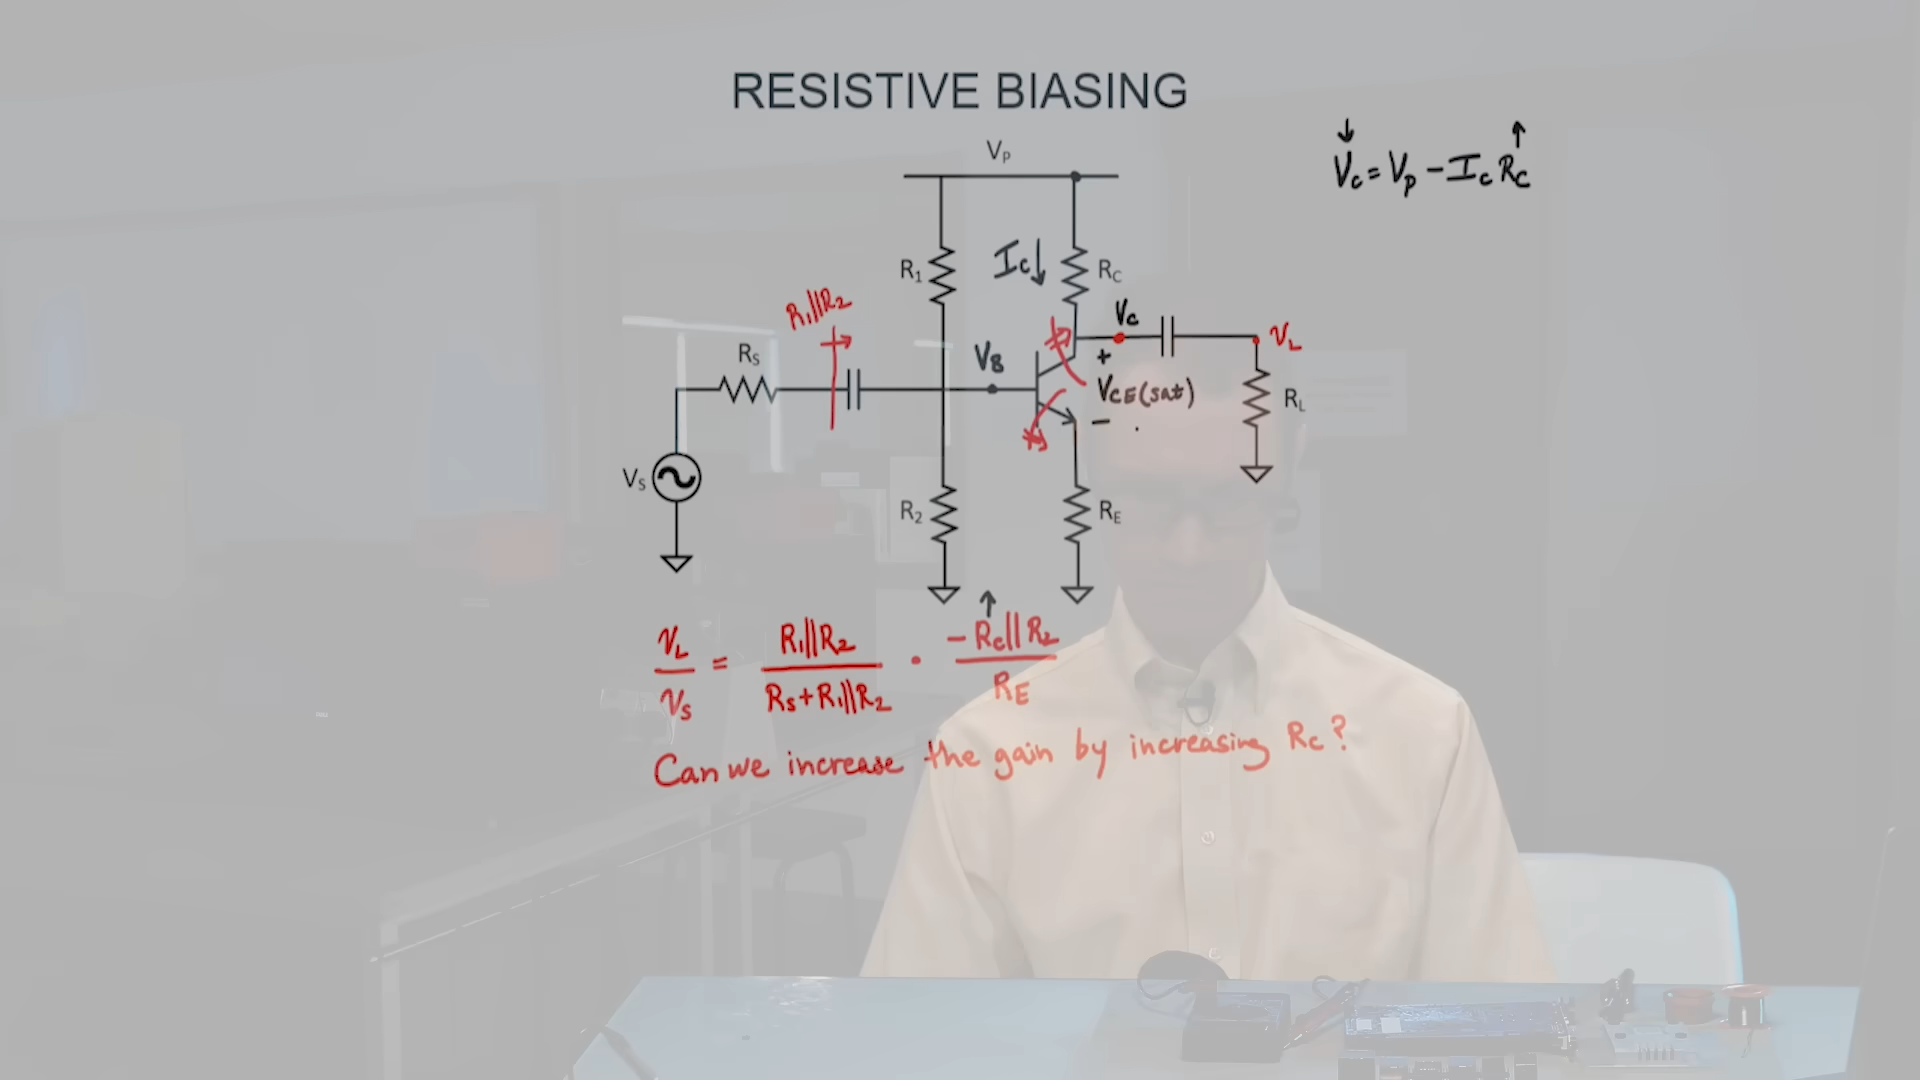 RESISTIVE BIASING
Vc = Vp - Ic Rc
Vp
R1
Ic
Rc
R1||R2
Vc
VL
Rs
VB
+
VCE(sat)
-
RL
Vs
R2
RE
VL/Vs = R1||R2/Rs+R1||R2 · -Rc||RL/RE
Can we increase the gain by increasing Rc?